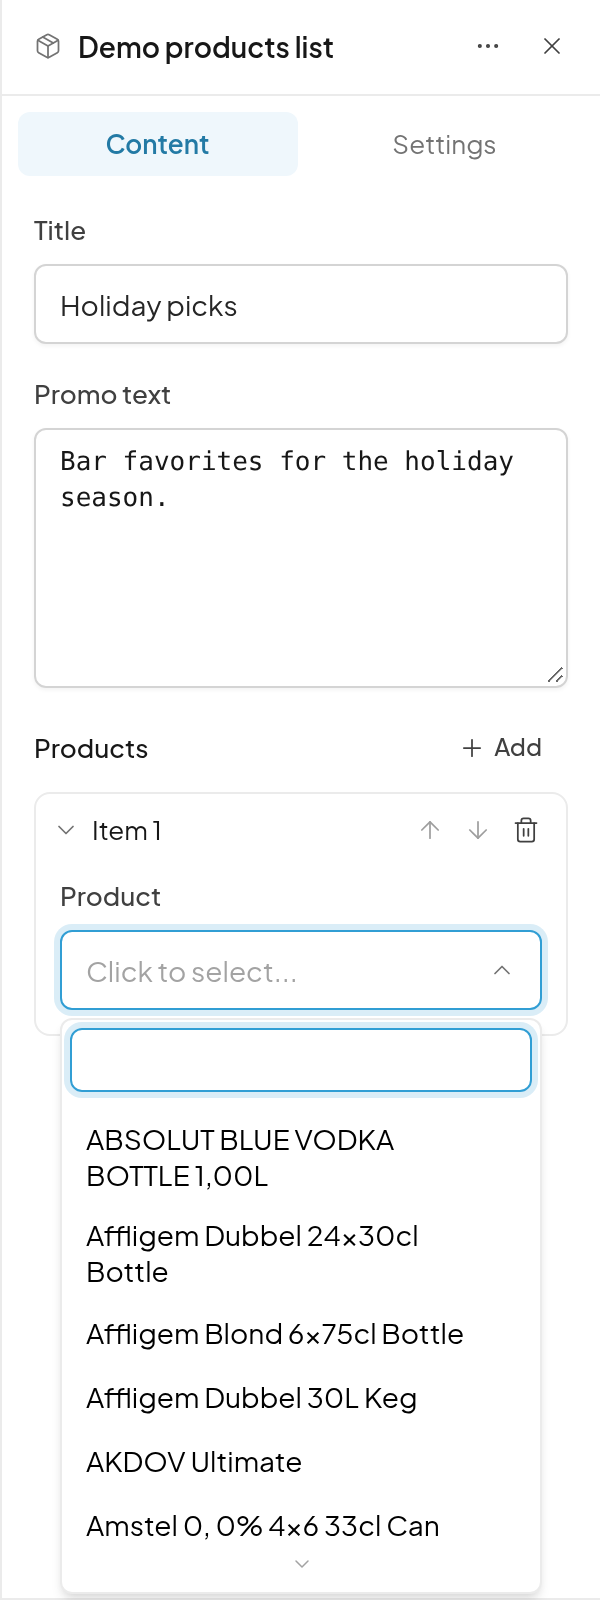 Demo products list
Content
Settings
Title
Holiday picks
Promo text
Bar favorites for the holiday
season.
Products
Add
Item 1
Product
Click to select...
ABSOLUT BLUE VODKA
BOTTLE 1,00L
Affligem Dubbel 24x30cl
Bottle
Affligem Blond 6x75cl Bottle
Affligem Dubbel 30L Keg
AKDOV Ultimate
Amstel 0, 0% 4x6 33cl Can